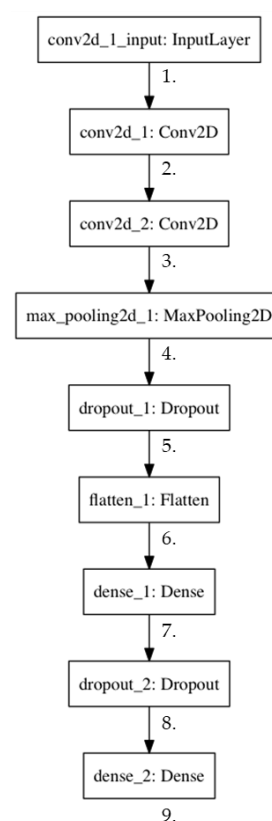 conv2d_1_input: InputLayer
1.
conv2d_1: Conv2D
2.
conv2d_2: Conv2D
3.
max_pooling2d_1: MaxPooling2D
4.
dropout_1: Dropout
5.
flatten_1: Flatten
6.
dense_1: Dense
7.
dropout_2: Dropout
8.
dense_2: Dense
9.